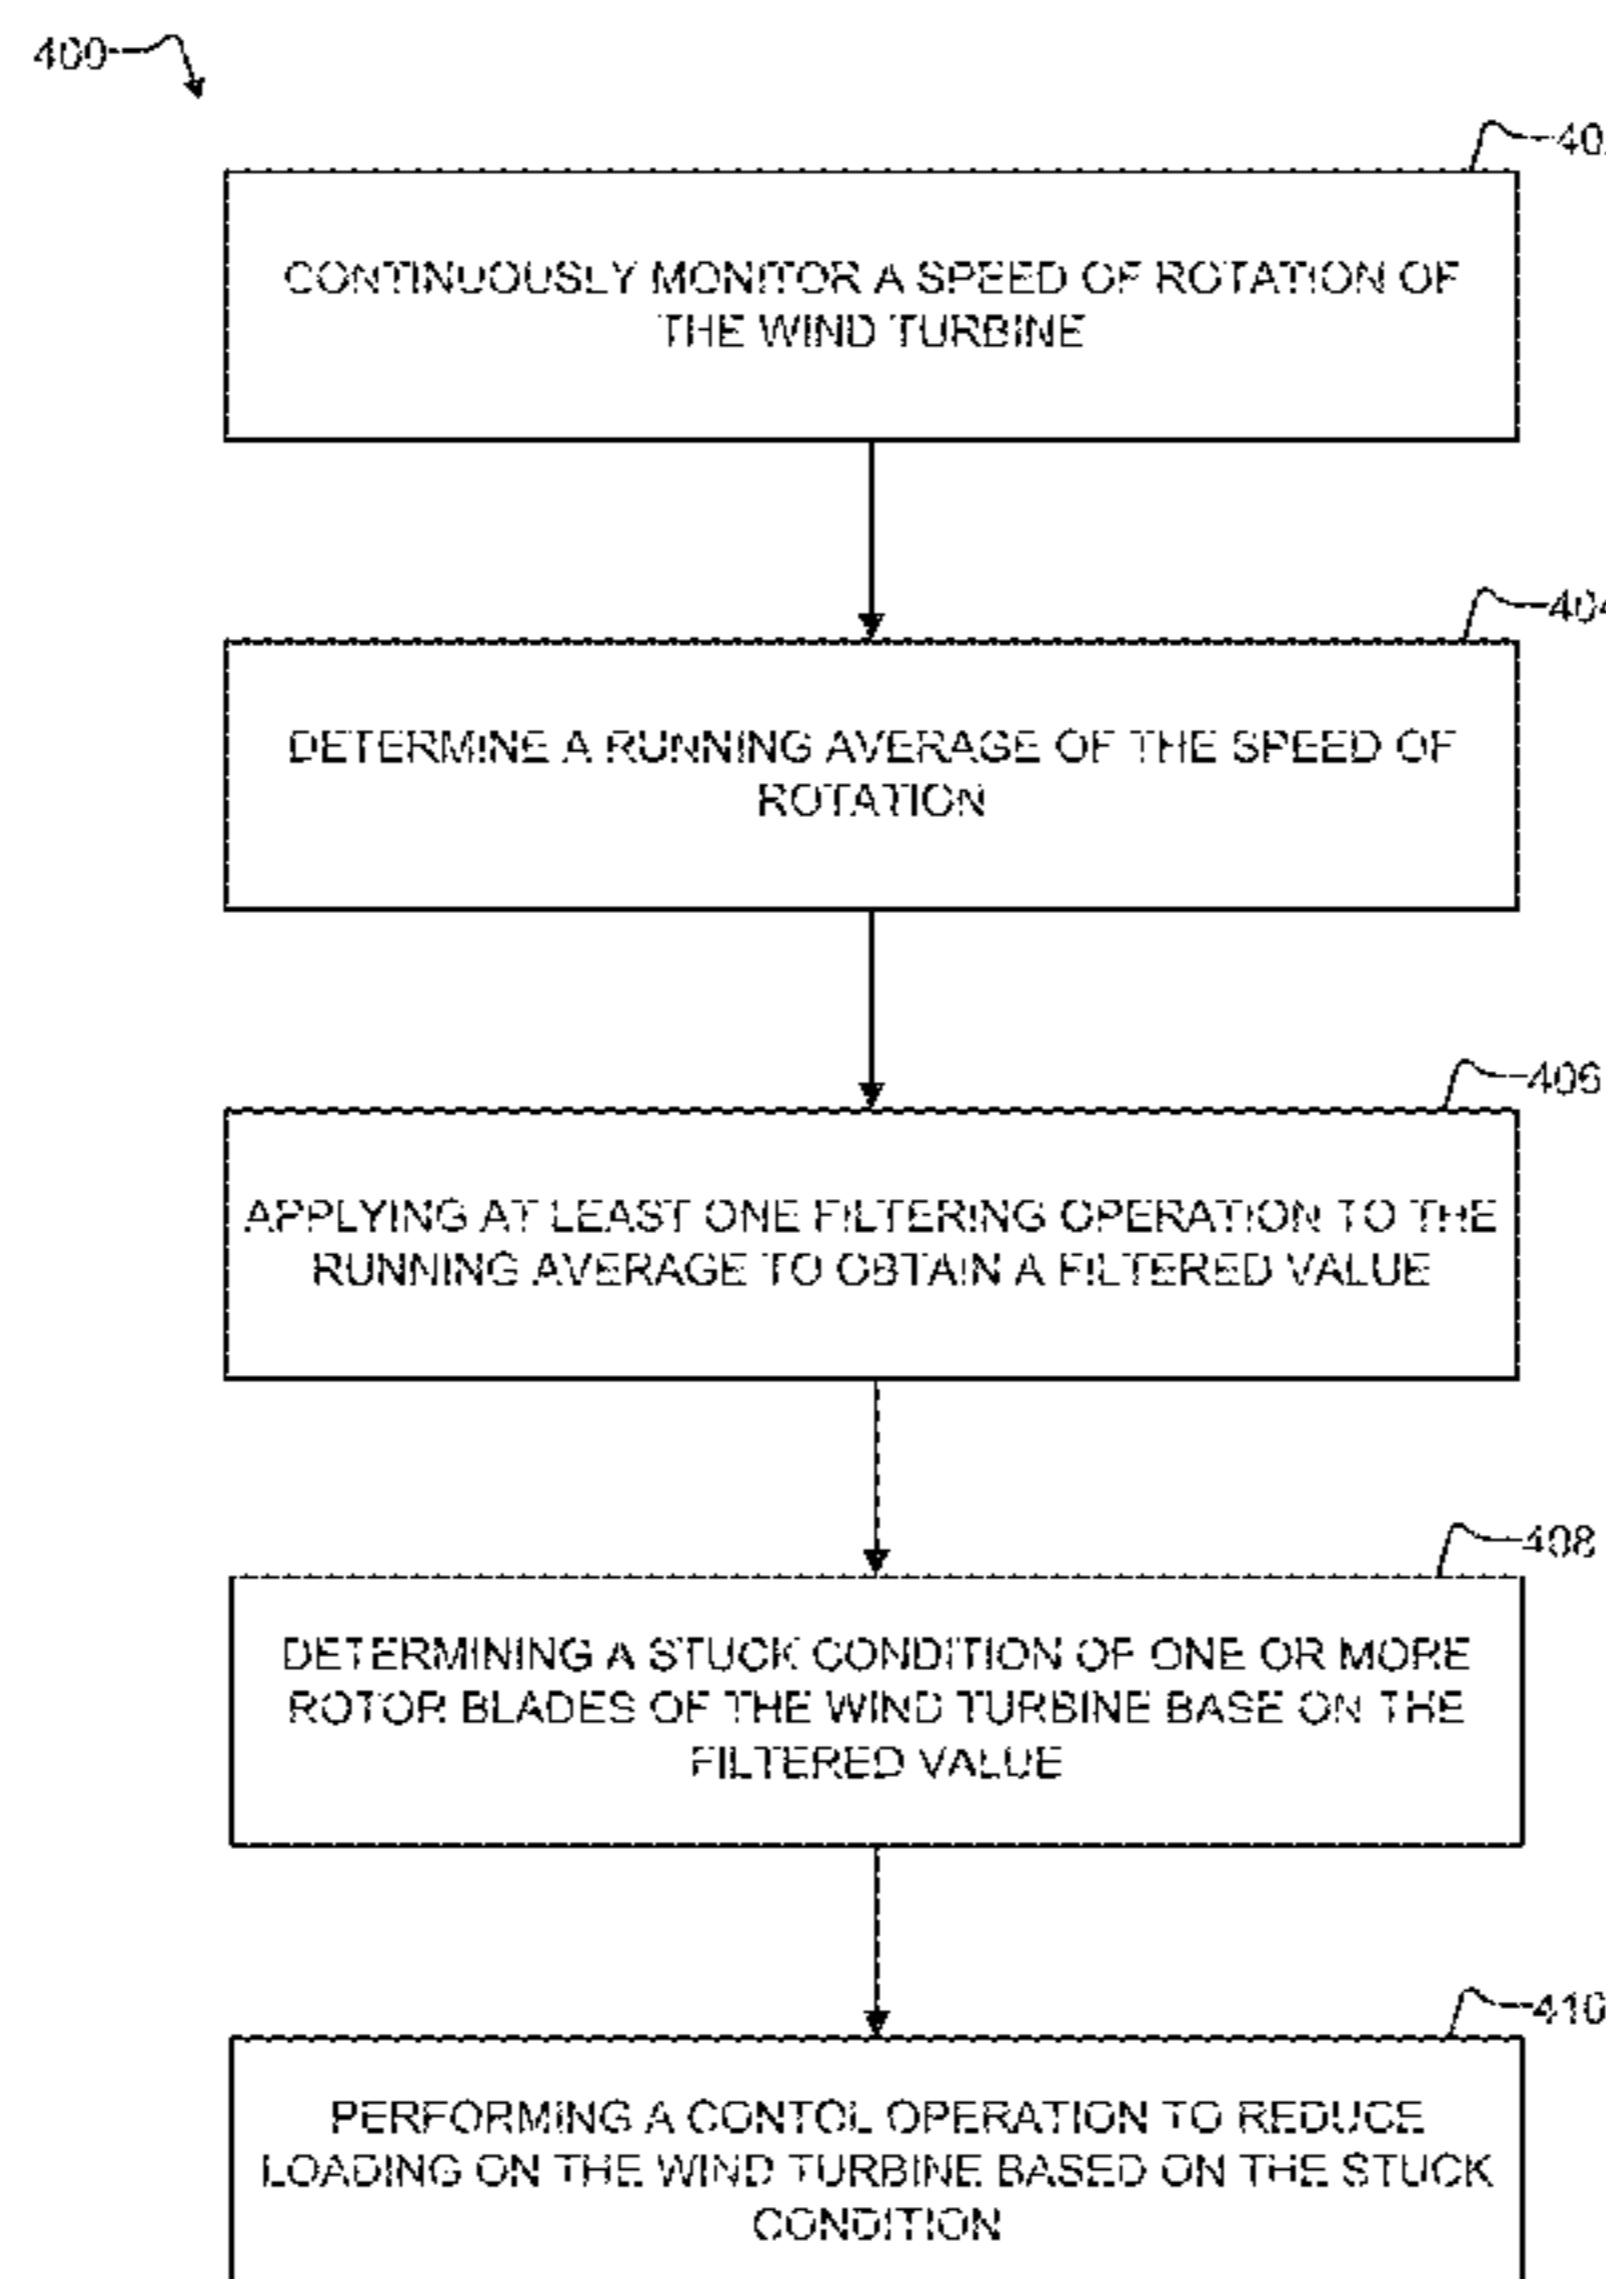 400
CONTINUOUSLY MONITOR A SPEED OF ROTATION OF
THE WIND TURBINE
404
DETERMINE A RUNNING AVERAGE OF THE SPEED OF
ROTATION
406
APPLYING AT LEAST ONE FILTERING OPERATION TO THE
RUNNING AVERAGE TO OBTAIN A FILTERED VALUE
408
DETERMINING A STUCK CONDITION OF ONE OR MORE
ROTOR BLADES OF THE WIND TURBINE BASE ON THE
FILTERED VALUE
410
PERFORMING A CONTOL OPERATION TO REDUCE
LOADING ON THE WIND TURBINE BASED ON THE STUCK
CONDITION